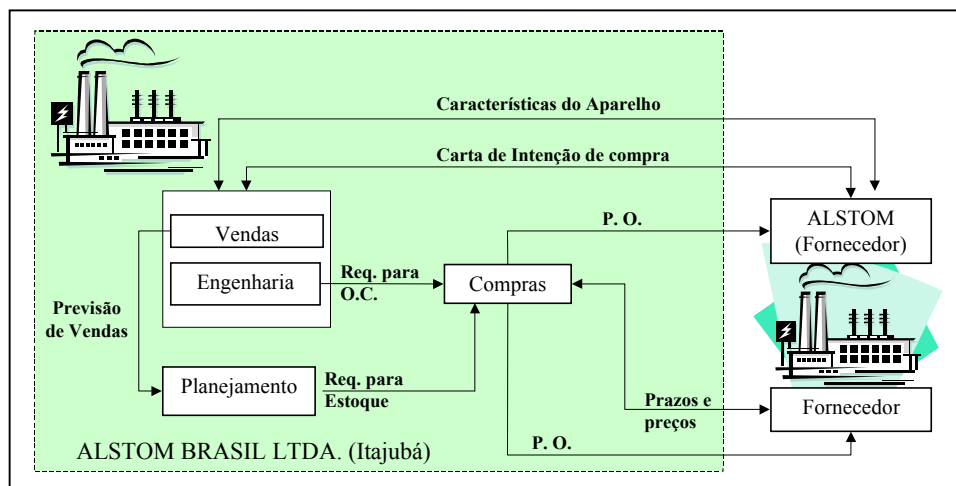 Características do Aparelho
Carta de Intenção de compra
P. O.
ALSTOM
(Fornecedor)
Vendas
Engenharia
Req. para
O.C.
Compras
Previsão
de Vendas
Planejamento
Req. para
Estoque
Prazos e
preços
Fornecedor
P. O.
ALSTOM BRASIL LTDA. (Itajubá)